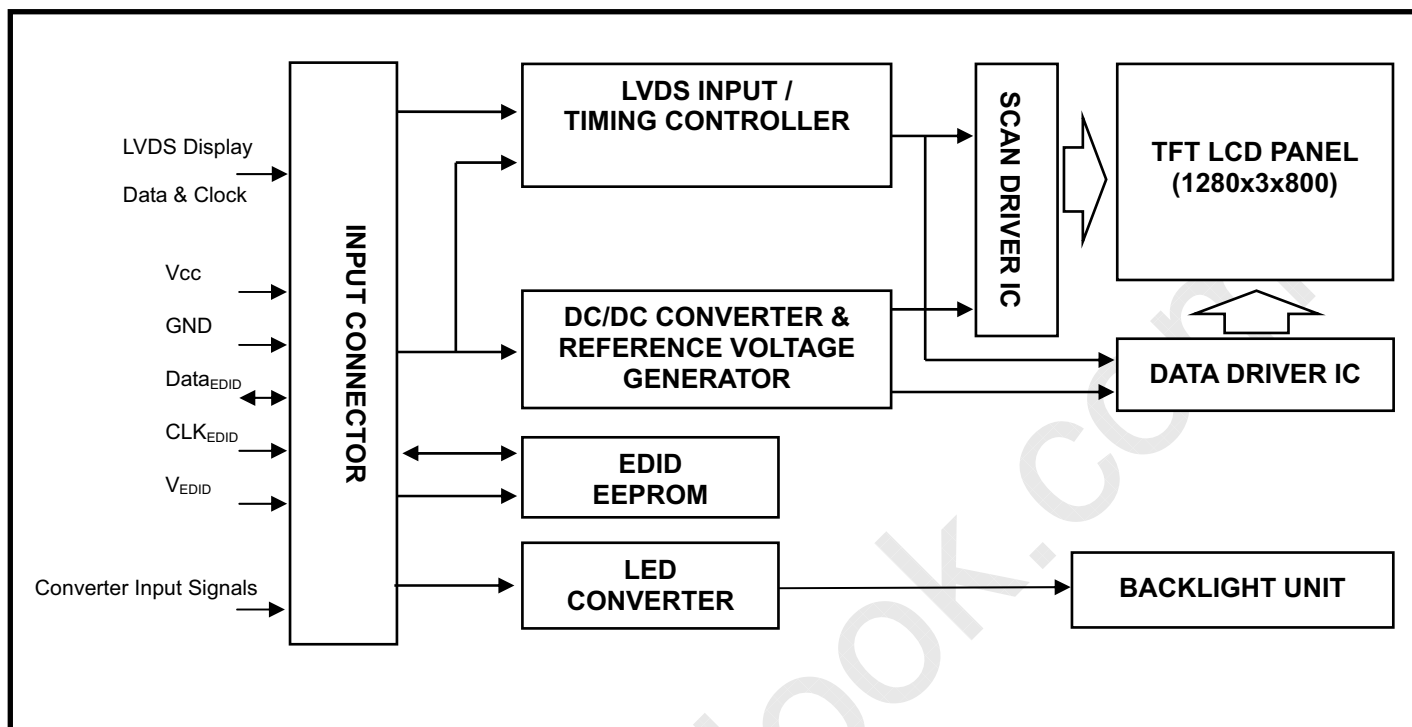 LVDS Display
Data & Clock
Vcc
GND
DataEDID
CLKEDID
VEDID
Converter Input Signals
INPUT CONNECTOR
LVDS INPUT /
TIMING CONTROLLER
DC/DC CONVERTER &
REFERENCE VOLTAGE
GENERATOR
EDID
EEPROM
LED
CONVERTER
SCAN DRIVER IC
TFT LCD PANEL
(1280x3x800)
DATA DRIVER IC
BACKLIGHT UNIT
look.com